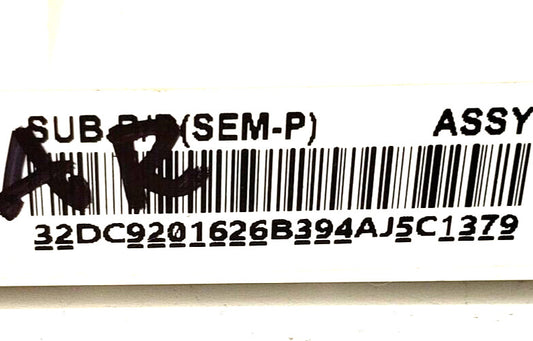 SUB (SEM-P) ASSY
AR
32DC9201626B394AJ5C1379